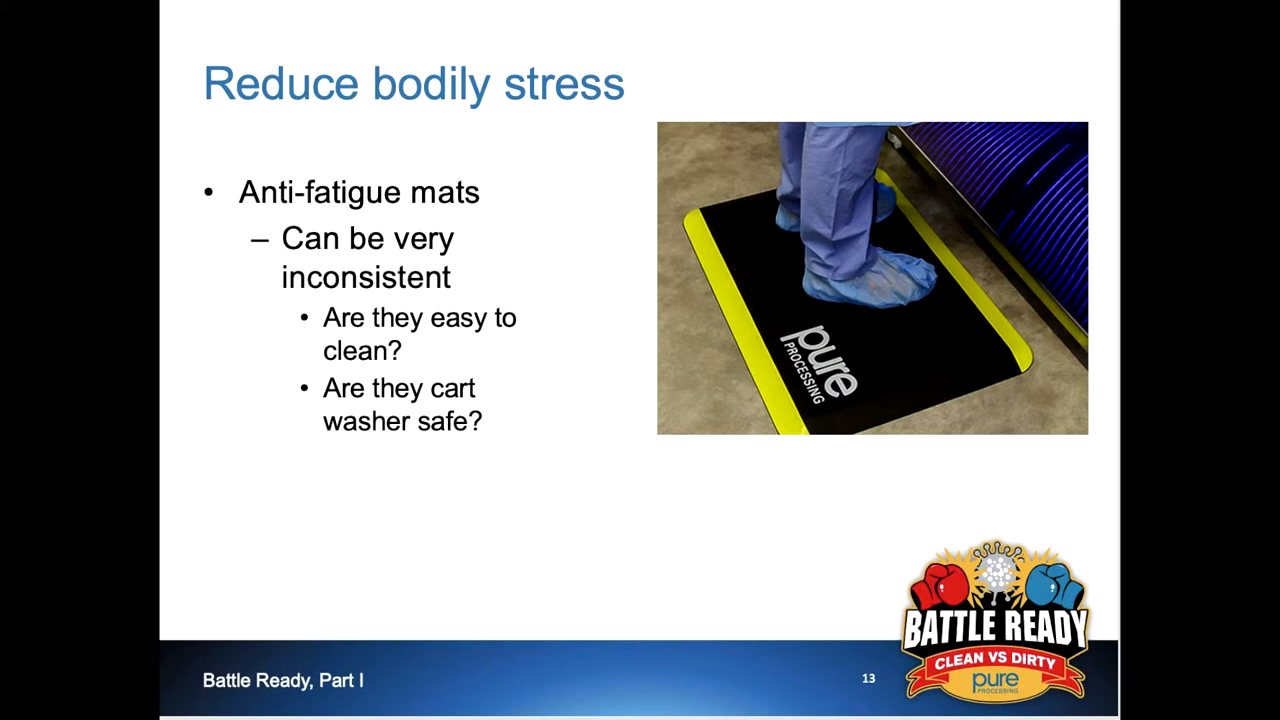 Reduce bodily stress
• Anti-fatigue mats
– Can be very
inconsistent
• Are they easy to
clean?
• Are they cart
washer safe?
pure
PROCESSING
BATTLE READY
CLEAN VS DIRTY
pure
PROCESSING
Battle Ready, Part I
13